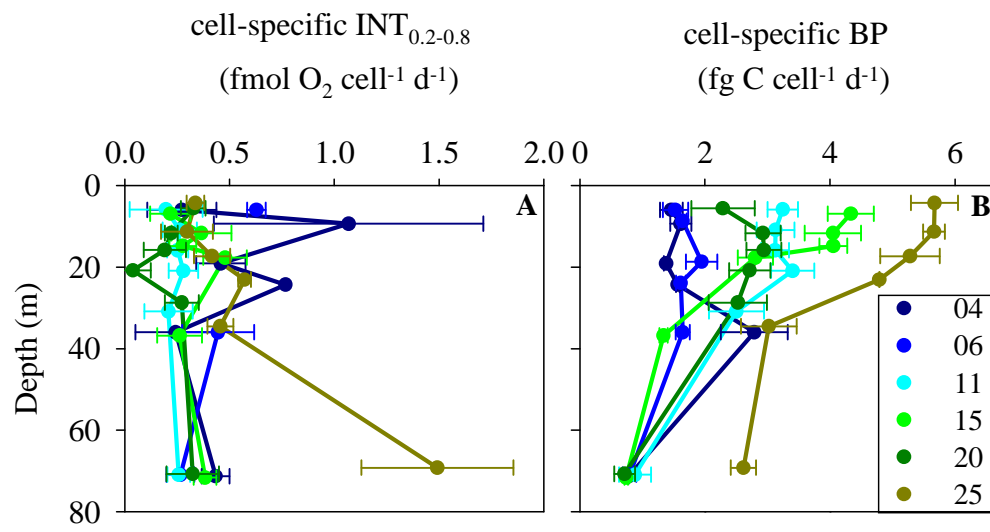 cell-specific INT0.2-0.8
(fmol O2 cell-1 d-1)
cell-specific BP
(fg C cell-1 d-1)
0.0 0.5 1.0 1.5 2.0
0 2 4 6
0
20
40
60
80
Depth (m)
A
B
04
06
11
15
20
25